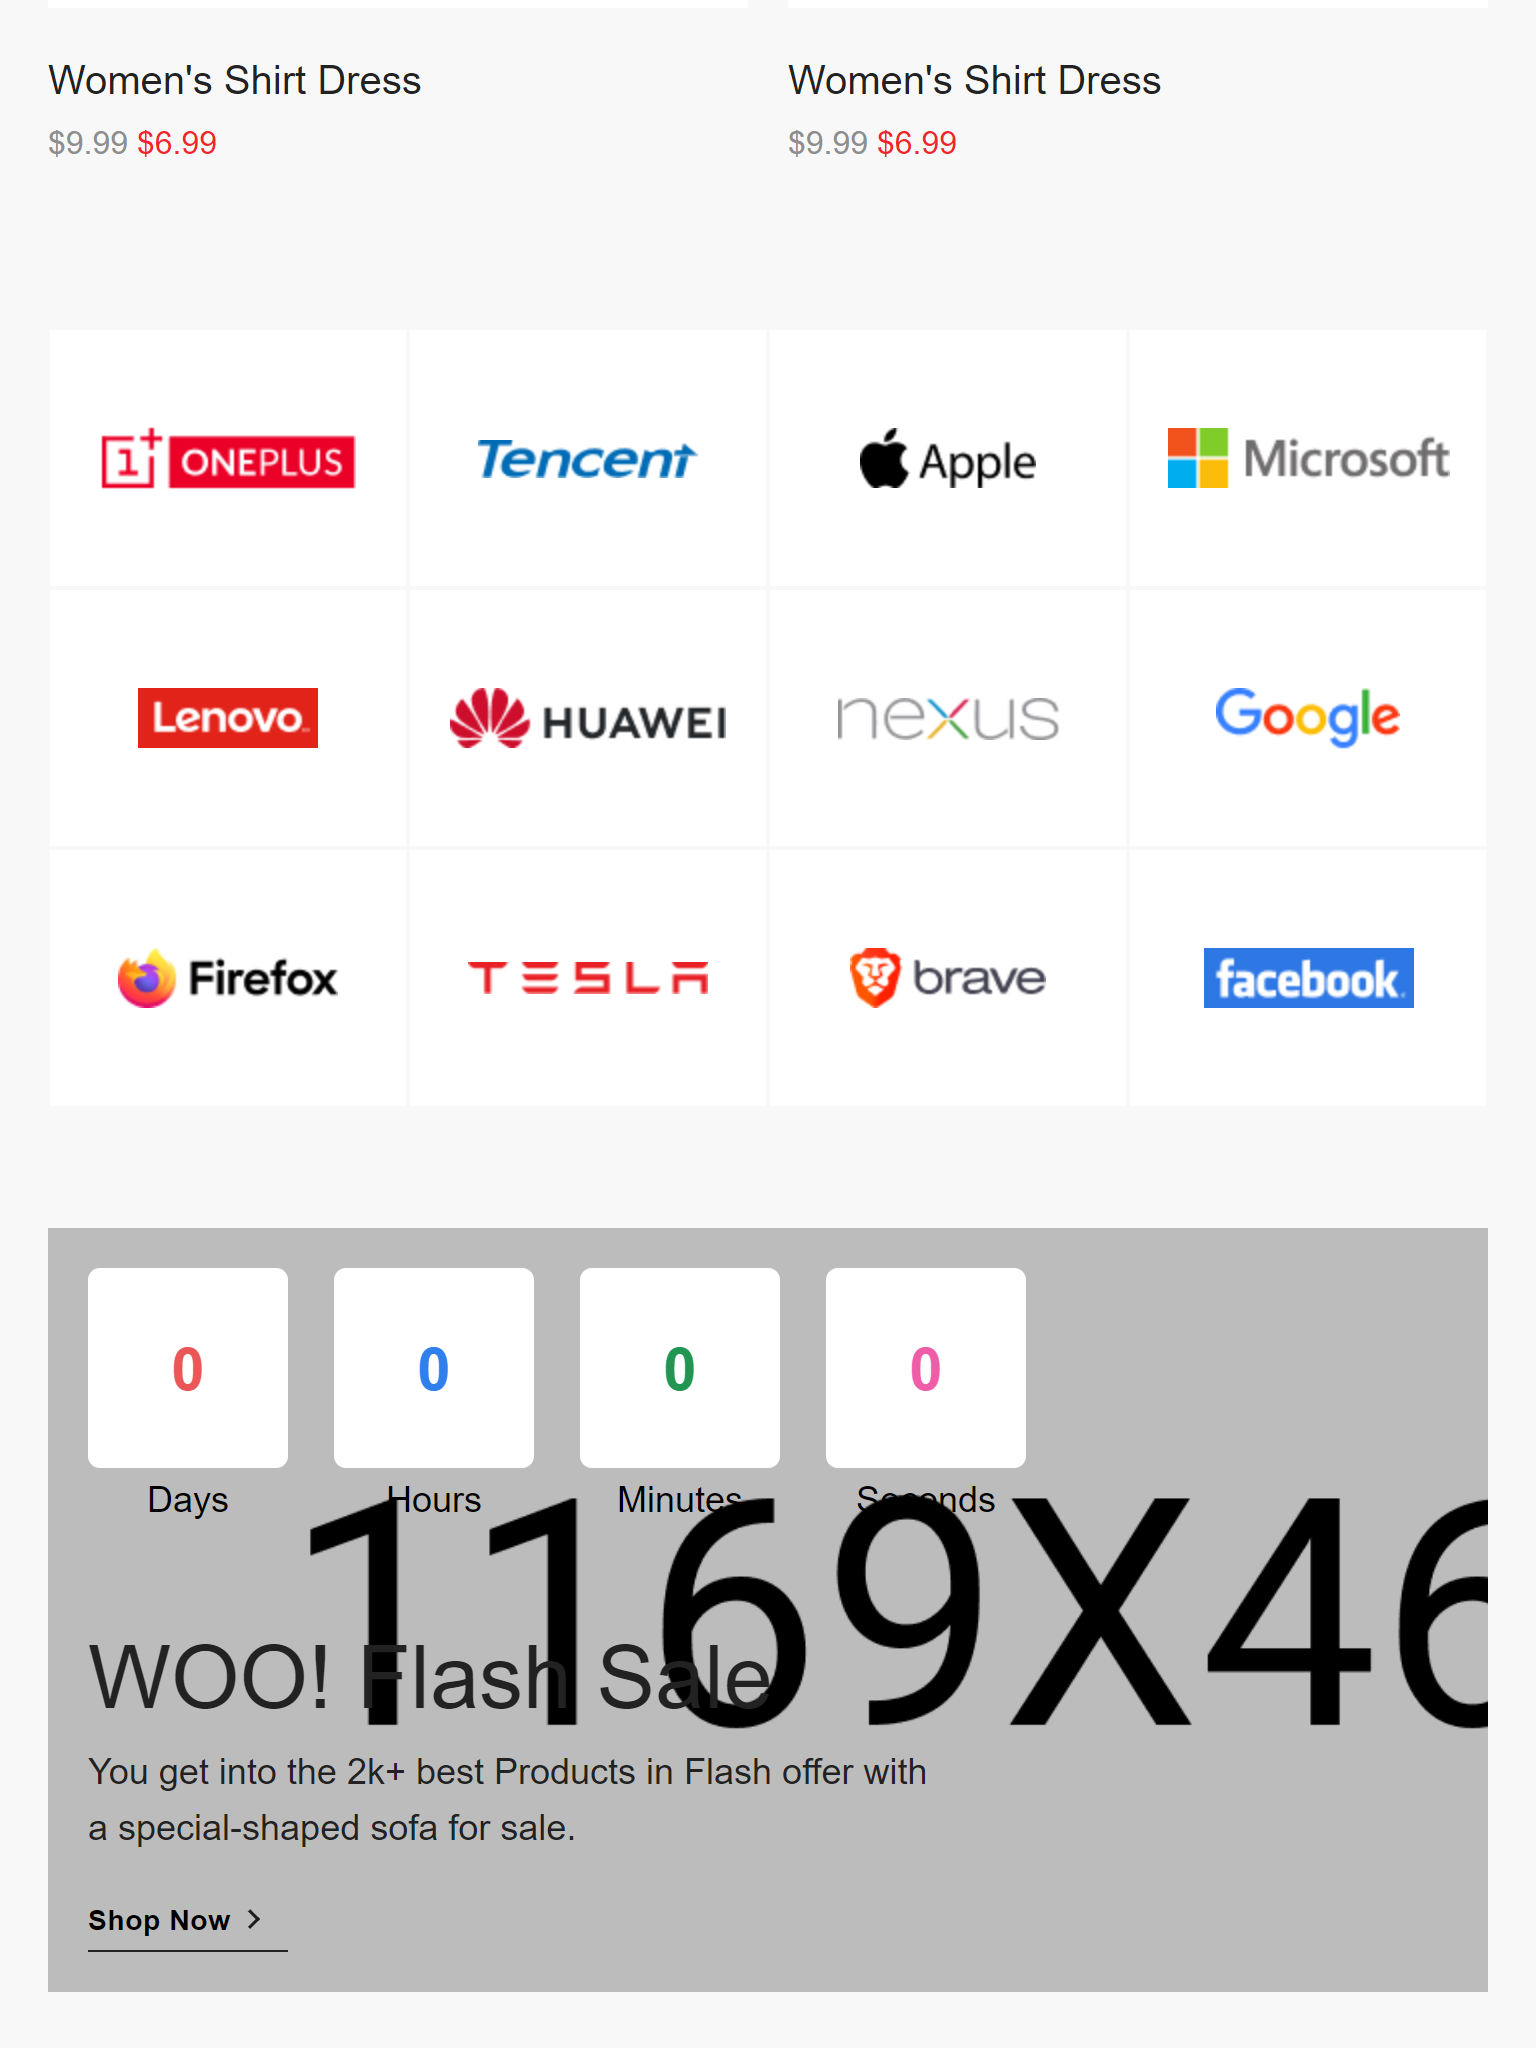 Women's Shirt Dress Women's Shirt Dress
$9.99 $6.99 $9.99 $6.99
1+ ONEPLUS Tencent Apple Microsoft
Lenovo HUAWEI nexus Google
Firefox TESLA brave facebook
0 0 0 0
Days Hours Minutes Seconds
1169X46
WOO! Flash Sale
You get into the 2k+ best Products in Flash offer with
a special-shaped sofa for sale.
Shop Now